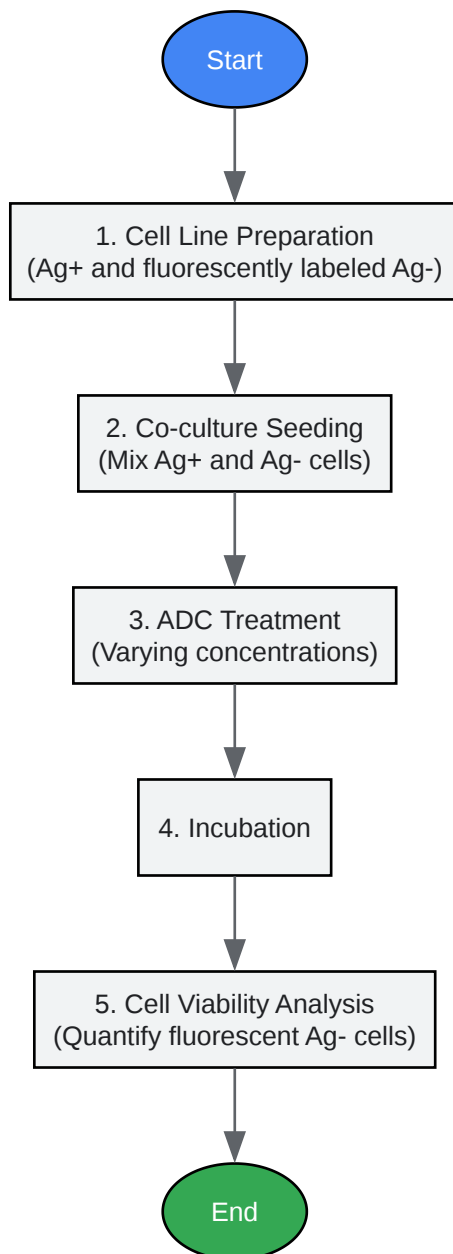 Start
1. Cell Line Preparation
(Ag+ and fluorescently labeled Ag-)
2. Co-culture Seeding
(Mix Ag+ and Ag- cells)
3. ADC Treatment
(Varying concentrations)
4. Incubation
5. Cell Viability Analysis
(Quantify fluorescent Ag- cells)
End